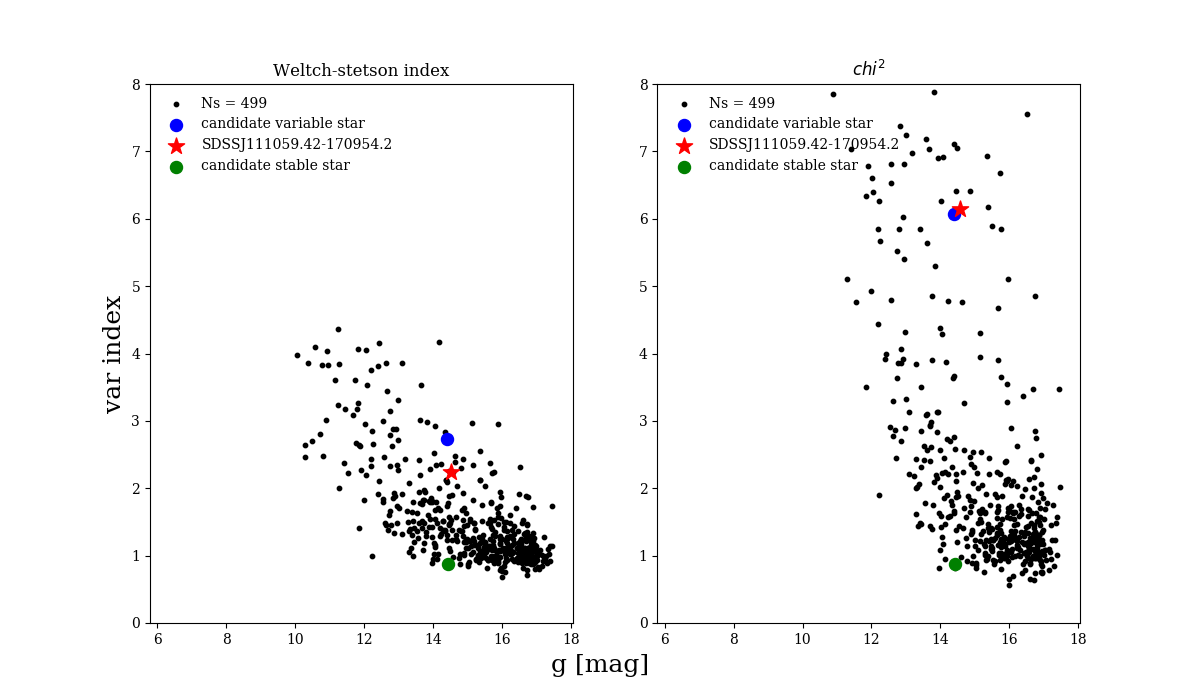 Weltch-stetson index
8
7
6
5
4
3
2
1
0
Ns = 499
candidate variable star
SDSSJ111059.42-170954.2
candidate stable star
6 8 10 12 14 16 18
var index
chi²
8
7
6
5
4
3
2
1
0
Ns = 499
candidate variable star
SDSSJ111059.42-170954.2
candidate stable star
6 8 10 12 14 16 18
g [mag]